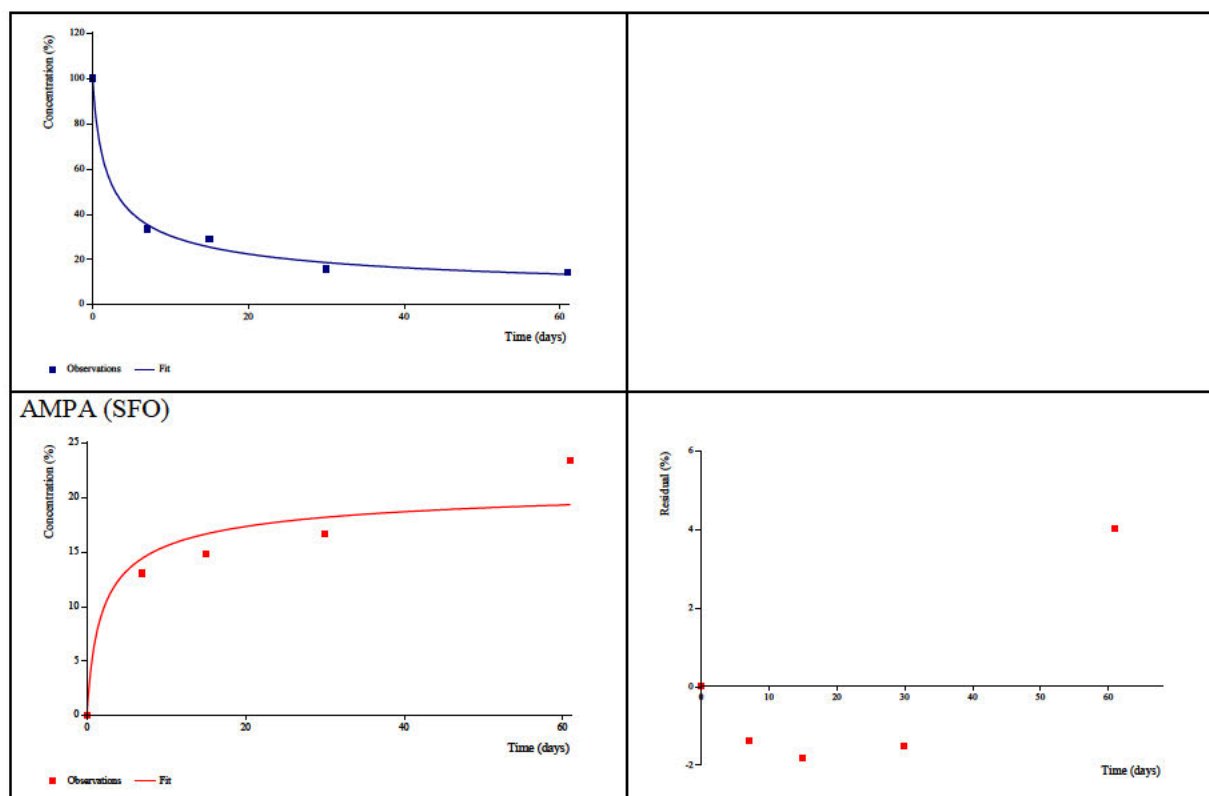 Concentration (%)
120
100
80
60
40
20
0
0 20 40 60
Time (days)
Observations Fit
AMPA (SFO)
Concentration (%)
25
20
15
10
5
0
0 20 40 60
Time (days)
Observations Fit
Residual (%)
6
4
2
0
-2
0 10 20 30 40 50 60
Time (days)